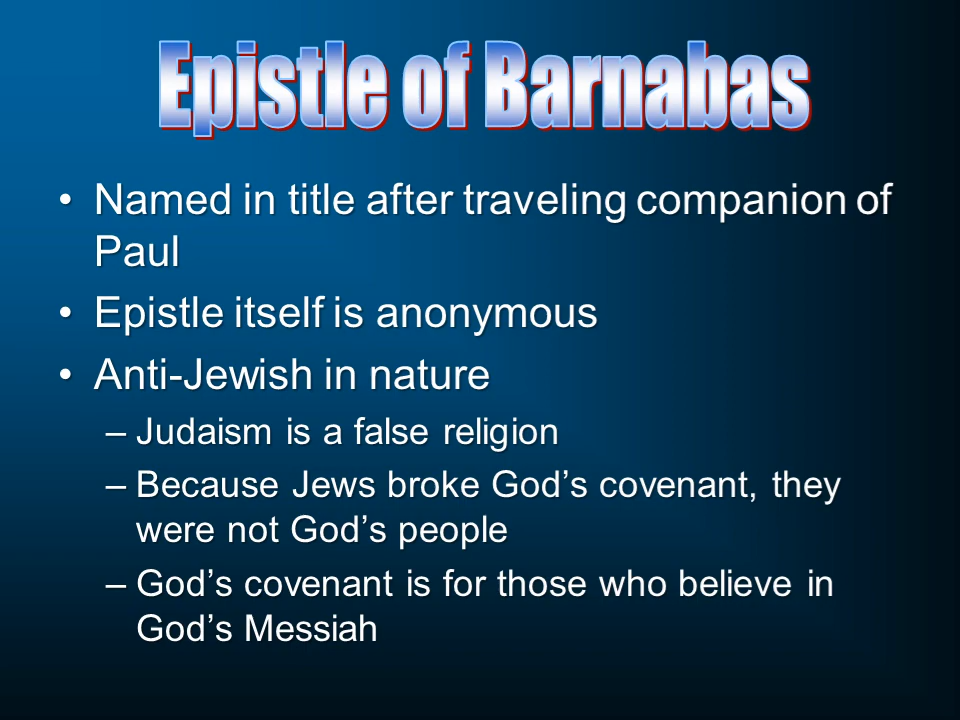 Epistle of Barnabas
• Named in title after traveling companion of
Paul
• Epistle itself is anonymous
• Anti-Jewish in nature
– Judaism is a false religion
– Because Jews broke God’s covenant, they
were not God’s people
– God’s covenant is for those who believe in
God’s Messiah